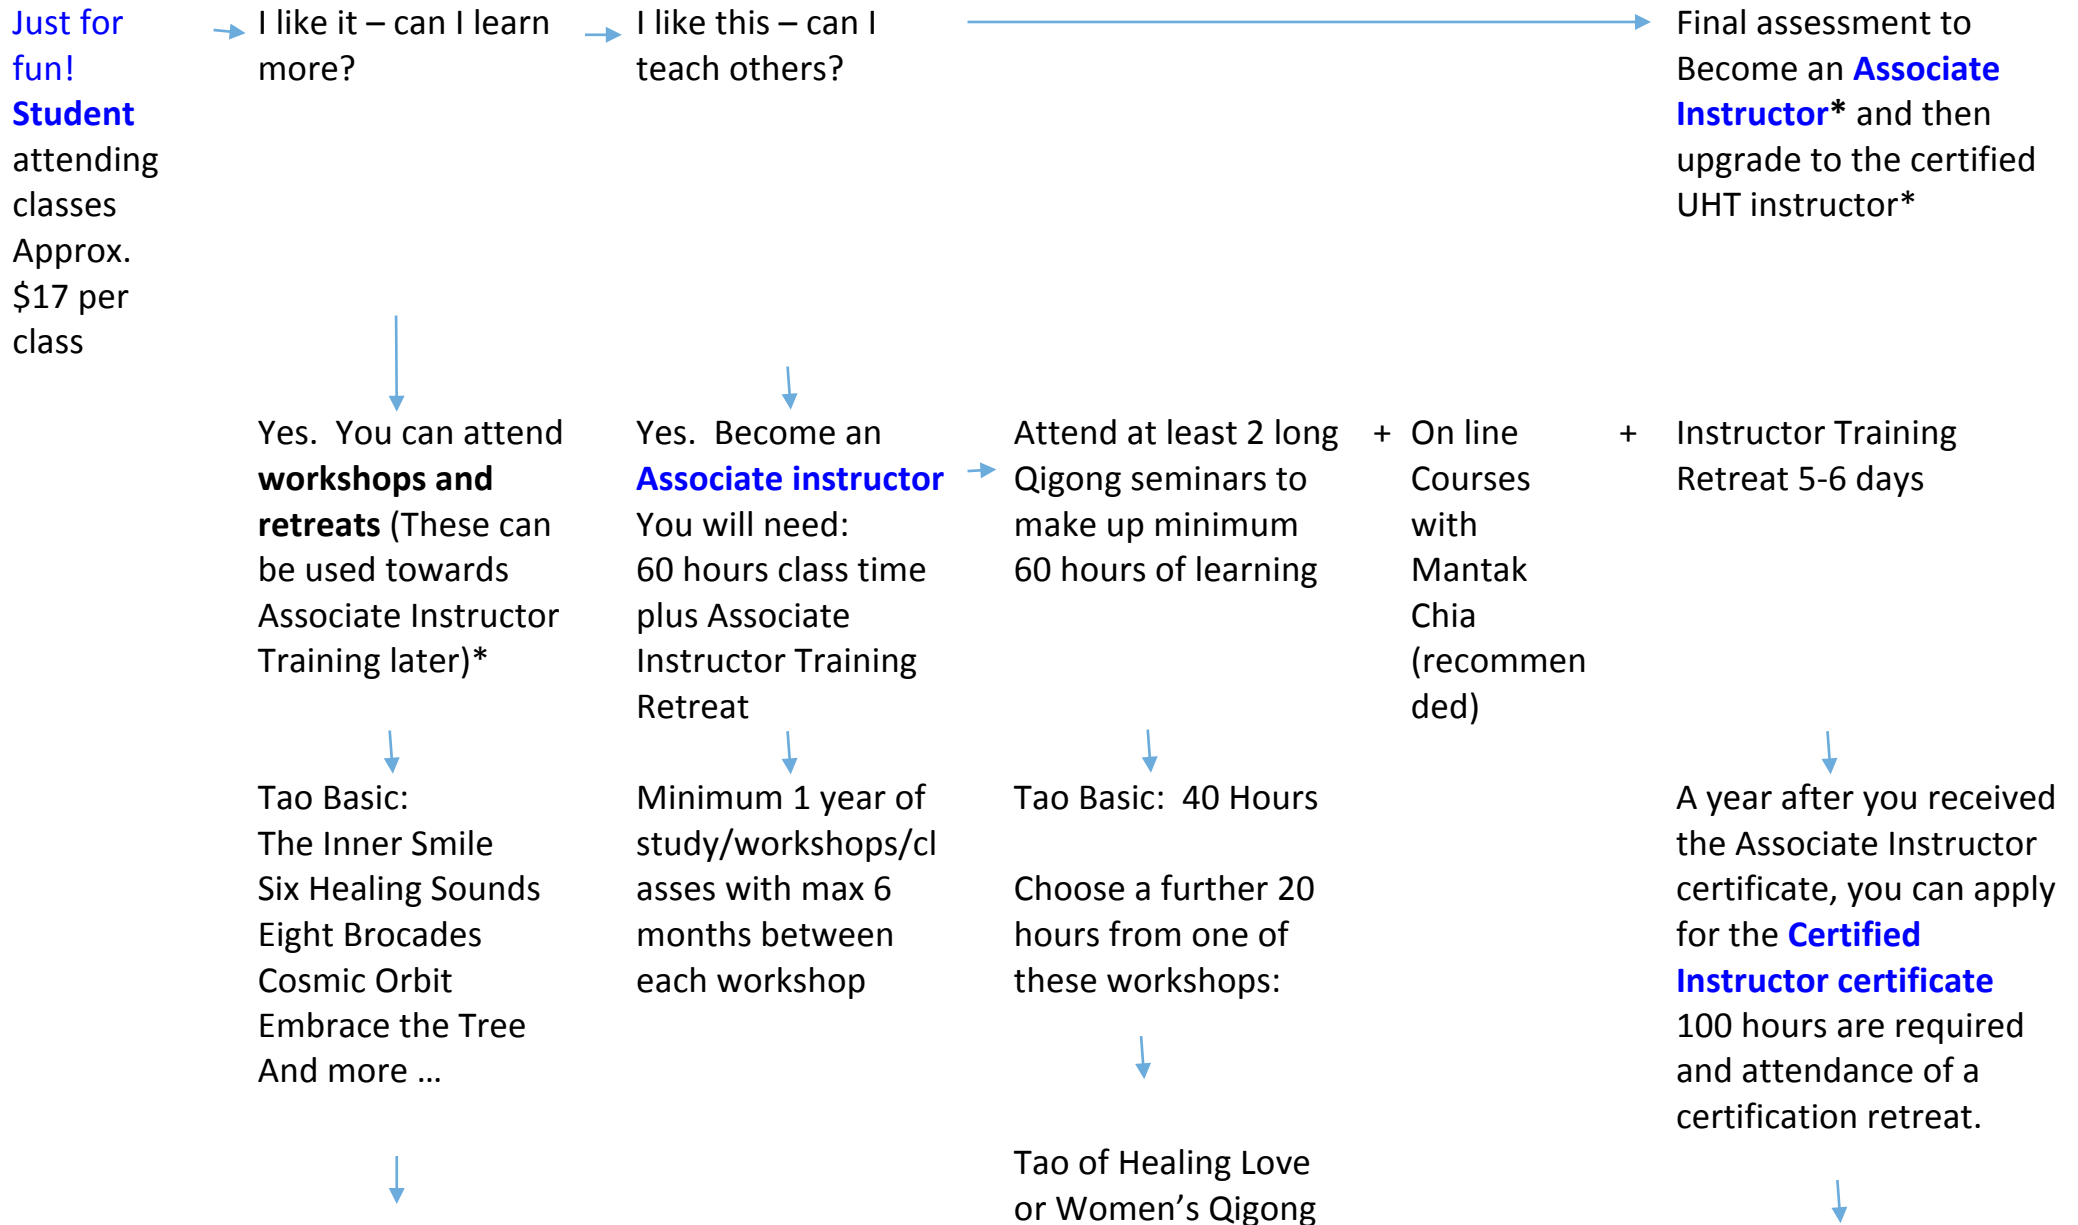 Just for
fun!
Student
attending
classes
Approx.
$17 per
class
I like it – can I learn
more?
I like this – can I
teach others?
Final assessment to
Become an Associate
Instructor* and then
upgrade to the certified
UHT instructor*
Yes.  You can attend
workshops and
retreats (These can
be used towards
Associate Instructor
Training later)*
Yes.  Become an
Associate instructor
You will need:
60 hours class time
plus Associate
Instructor Training
Retreat
Attend at least 2 long
Qigong seminars to
make up minimum
60 hours of learning
+
On line
Courses
with
Mantak
Chia
(recommen
ded)
+
Instructor Training
Retreat 5-6 days
Tao Basic:
The Inner Smile
Six Healing Sounds
Eight Brocades
Cosmic Orbit
Embrace the Tree
And more …
Minimum 1 year of
study/workshops/cl
asses with max 6
months between
each workshop
Tao Basic:  40 Hours
Choose a further 20
hours from one of
these workshops:
Tao of Healing Love
or Women’s Qigong
A year after you received
the Associate Instructor
certificate, you can apply
for the Certified
Instructor certificate
100 hours are required
and attendance of a
certification retreat.